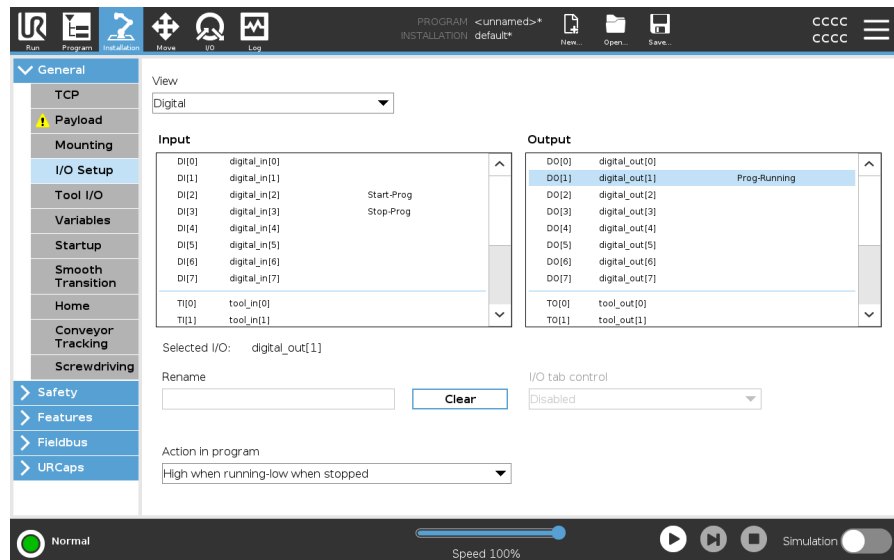 UR
PROGRAM <unnamed>*
INSTALLATION default*
CCCC
CCCC
Run Program Installation Move I/O Log New... Open... Save...
General
TCP
Payload
Mounting
I/O Setup
Tool I/O
Variables
Startup
Smooth
Transition
Home
Conveyor
Tracking
Screwdriving
Safety
Features
Fieldbus
URCaps
View
Digital
Input
DI[0] digital_in[0]
DI[1] digital_in[1]
DI[2] digital_in[2] Start-Prog
DI[3] digital_in[3] Stop-Prog
DI[4] digital_in[4]
DI[5] digital_in[5]
DI[6] digital_in[6]
DI[7] digital_in[7]
TI[0] tool_in[0]
TI[1] tool_in[1]
Output
DO[0] digital_out[0]
DO[1] digital_out[1] Prog-Running
DO[2] digital_out[2]
DO[3] digital_out[3]
DO[4] digital_out[4]
DO[5] digital_out[5]
DO[6] digital_out[6]
DO[7] digital_out[7]
TO[0] tool_out[0]
TO[1] tool_out[1]
Selected I/O: digital_out[1]
Rename
Clear
I/O tab control
Disabled
Action in program
High when running-low when stopped
Normal
Speed 100%
Simulation